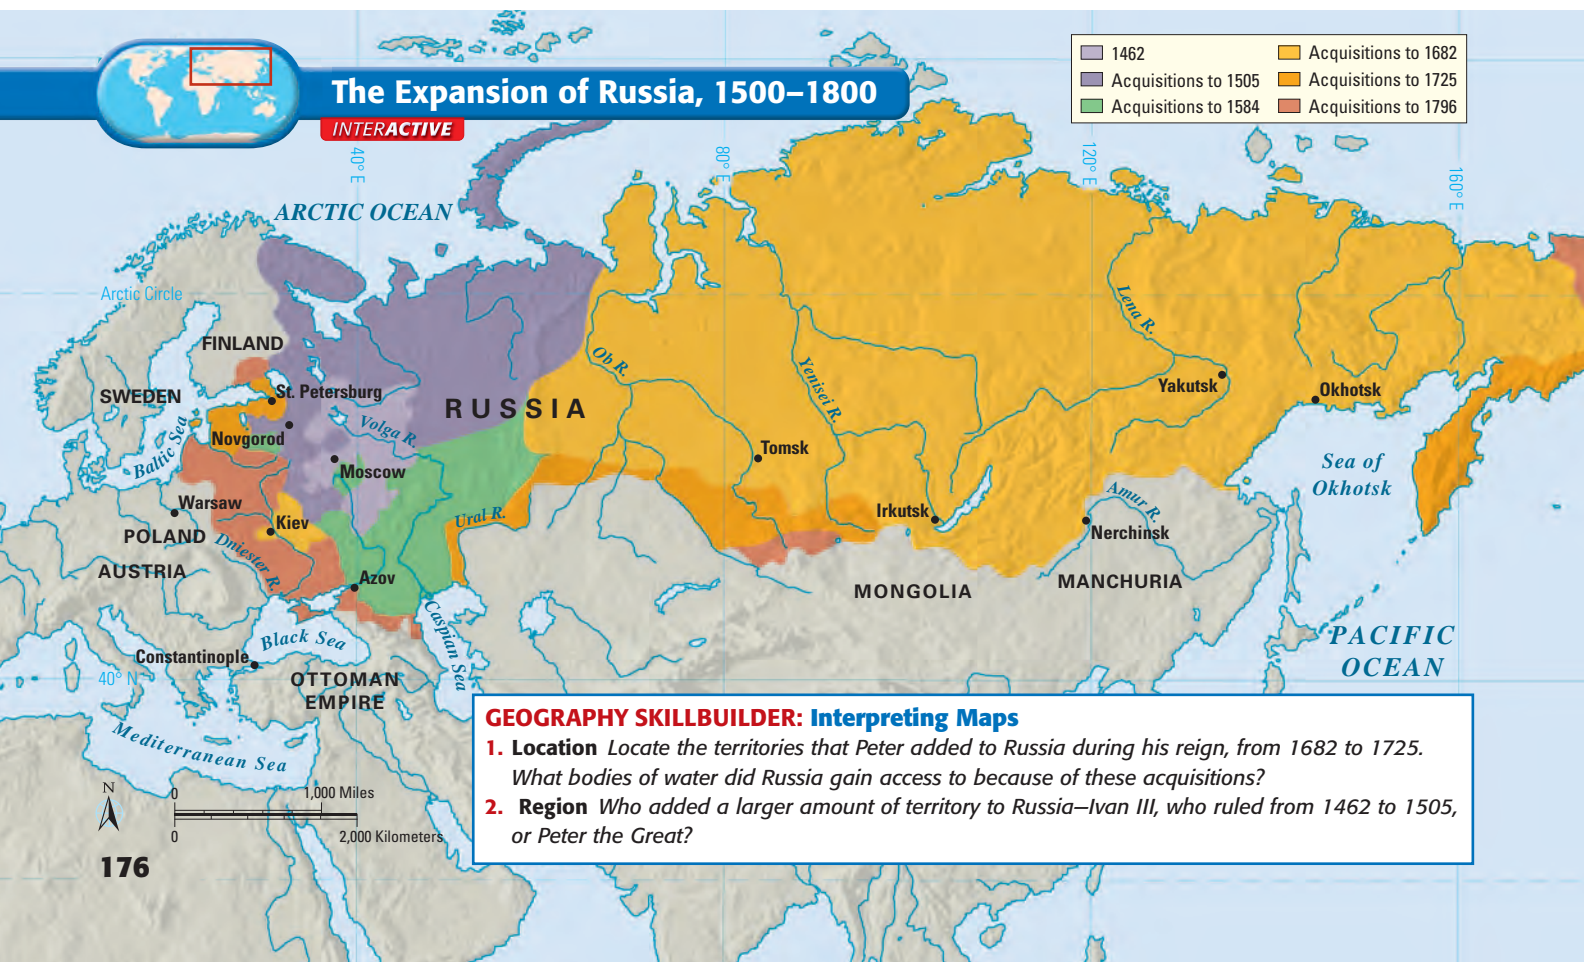 The Expansion of Russia, 1500–1800
INTERACTIVE
1462
Acquisitions to 1505
Acquisitions to 1584
Acquisitions to 1682
Acquisitions to 1725
Acquisitions to 1796
40° E
80° E
120° E
160° E
ARCTIC OCEAN
Arctic Circle
FINLAND
SWEDEN
St. Petersburg
RUSSIA
Ob R.
Yenisei R.
Lena R.
Yakutsk
Okhotsk
Baltic Sea
Novgorod
Volga R.
Moscow
Tomsk
Sea of
Okhotsk
Warsaw
Kiev
Ural R.
Irkutsk
Amur R.
Nerchinsk
POLAND
Dniester R.
AUSTRIA
Azov
MONGOLIA
MANCHURIA
Caspian Sea
Black Sea
Constantinople
PACIFIC
OCEAN
40° N
OTTOMAN
EMPIRE
Mediterranean Sea
GEOGRAPHY SKILLBUILDER: Interpreting Maps
1. Location Locate the territories that Peter added to Russia during his reign, from 1682 to 1725.
What bodies of water did Russia gain access to because of these acquisitions?
2. Region Who added a larger amount of territory to Russia—Ivan III, who ruled from 1462 to 1505,
or Peter the Great?
N
0
1,000 Miles
0
2,000 Kilometers
176